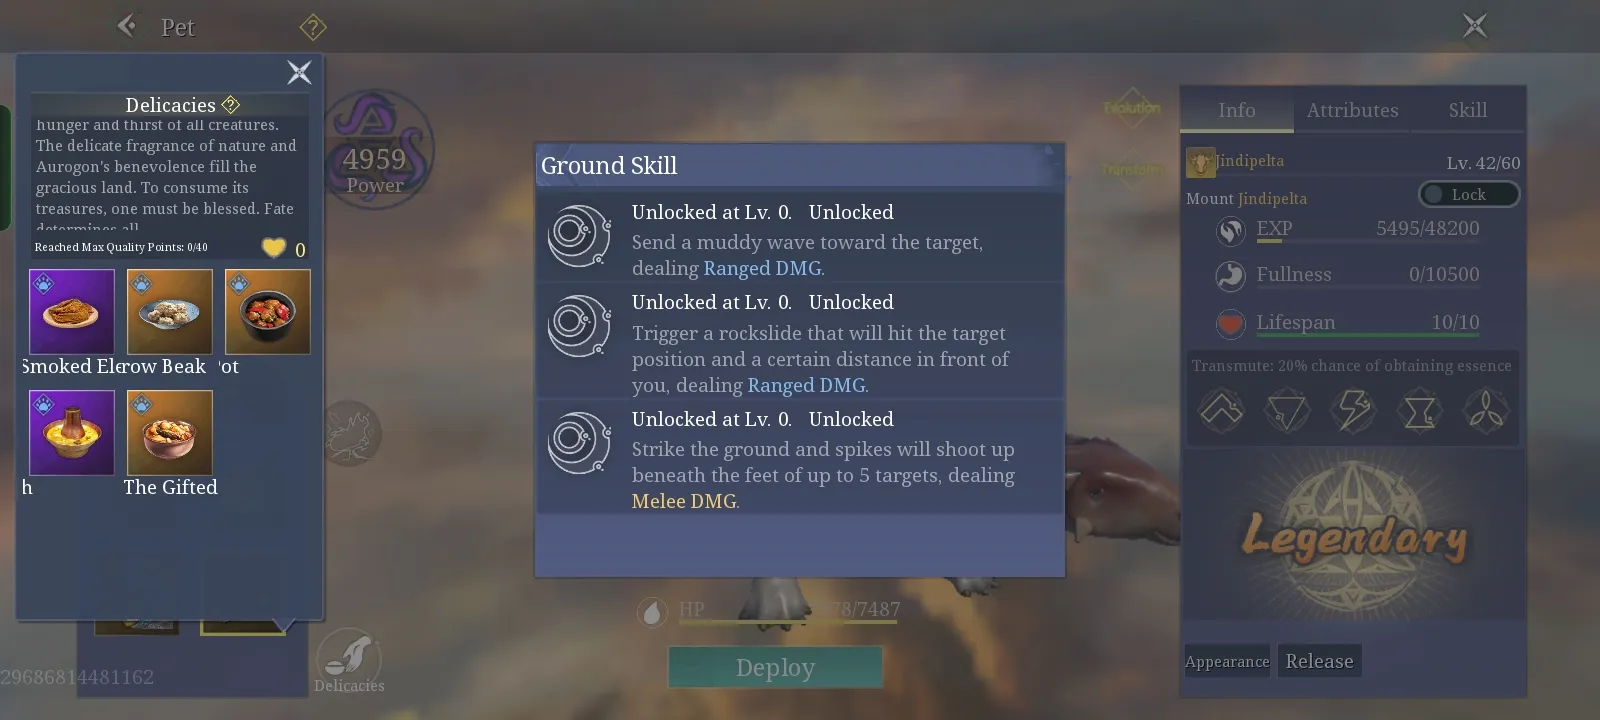 Pet
?
Delicacies ?
hunger and thirst of all creatures.
The delicate fragrance of nature and
Aurogon's benevolence fill the
gracious land. To consume its
treasures, one must be blessed. Fate
determines all
Reached Max Quality Points: 0/40
0
Smoked El
row Beak
Pot
h
The Gifted
4959
Power
29686814481162
Delicacies
Ground Skill
Unlocked at Lv. 0. Unlocked
Send a muddy wave toward the target,
dealing Ranged DMG.
Unlocked at Lv. 0. Unlocked
Trigger a rockslide that will hit the target
position and a certain distance in front of
you, dealing Ranged DMG.
Unlocked at Lv. 0. Unlocked
Strike the ground and spikes will shoot up
beneath the feet of up to 5 targets, dealing
Melee DMG.
HP
78/7487
Deploy
Evolution
Transform
Info
Attributes
Skill
Jindipelta
Lv. 42/60
Mount Jindipelta
Lock
EXP
5495/48200
Fullness
0/10500
Lifespan
10/10
Transmute: 20% chance of obtaining essence
Legendary
Appearance
Release